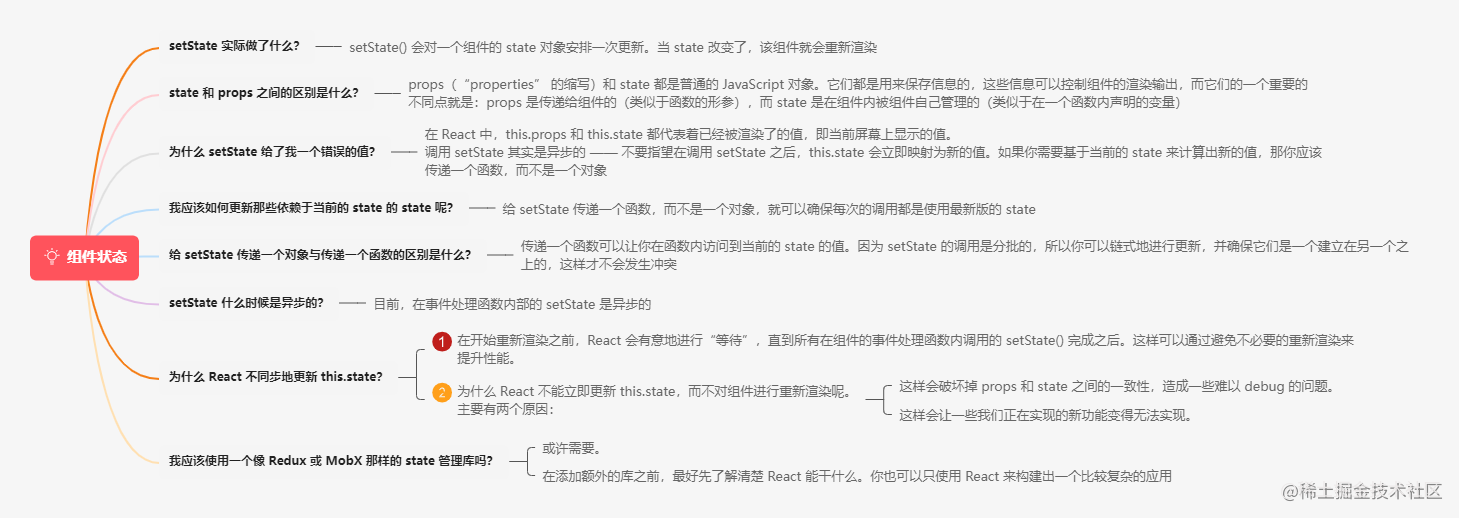 setState 实际做了什么?
setState() 会对一个组件的 state 对象安排一次更新。当 state 改变了，该组件就会重新渲染
state 和 props 之间的区别是什么?
props（“properties” 的缩写）和 state 都是普通的 JavaScript 对象。它们都是用来保存信息的，这些信息可以控制组件的渲染输出，而它们的一个重要的
不同点就是：props 是传递给组件的（类似于函数的形参），而 state 是在组件内被组件自己管理的（类似于在一个函数内声明的变量）
为什么 setState 给了我一个错误的值?
在 React 中，this.props 和 this.state 都代表着已经被渲染了的值，即当前屏幕上显示的值。
调用 setState 其实是异步的 —— 不要指望在调用 setState 之后，this.state 会立即映射为新的值。如果你需要基于当前的 state 来计算出新的值，那你应该
传递一个函数，而不是一个对象
我应该如何更新那些依赖于当前的 state 的 state 呢?
给 setState 传递一个函数，而不是一个对象，就可以确保每次的调用都是使用最新版的 state
组件状态
给 setState 传递一个对象与传递一个函数的区别是什么?
传递一个函数可以让你在函数内访问到当前的 state 的值。因为 setState 的调用是分批的，所以你可以链式地进行更新，并确保它们是一个建立在另一个之
上的，这样才不会发生冲突
setState 什么时候是异步的?
目前，在事件处理函数内部的 setState 是异步的
为什么 React 不同步地更新 this.state?
1 在开始重新渲染之前，React 会有意地进行“等待”，直到所有在组件的事件处理函数内调用的 setState() 完成之后。这样可以通过避免不必要的重新渲染来
提升性能。
2 为什么 React 不能立即更新 this.state，而不对组件进行重新渲染呢。
主要有两个原因：
这样会破坏掉 props 和 state 之间的一致性，造成一些难以 debug 的问题。
这样会让一些我们正在实现的新功能变得无法实现。
我应该使用一个像 Redux 或 MobX 那样的 state 管理库吗?
或许需要。
在添加额外的库之前，最好先了解清楚 React 能干什么。你也可以只使用 React 来构建出一个比较复杂的应用
@稀土掘金技术社区